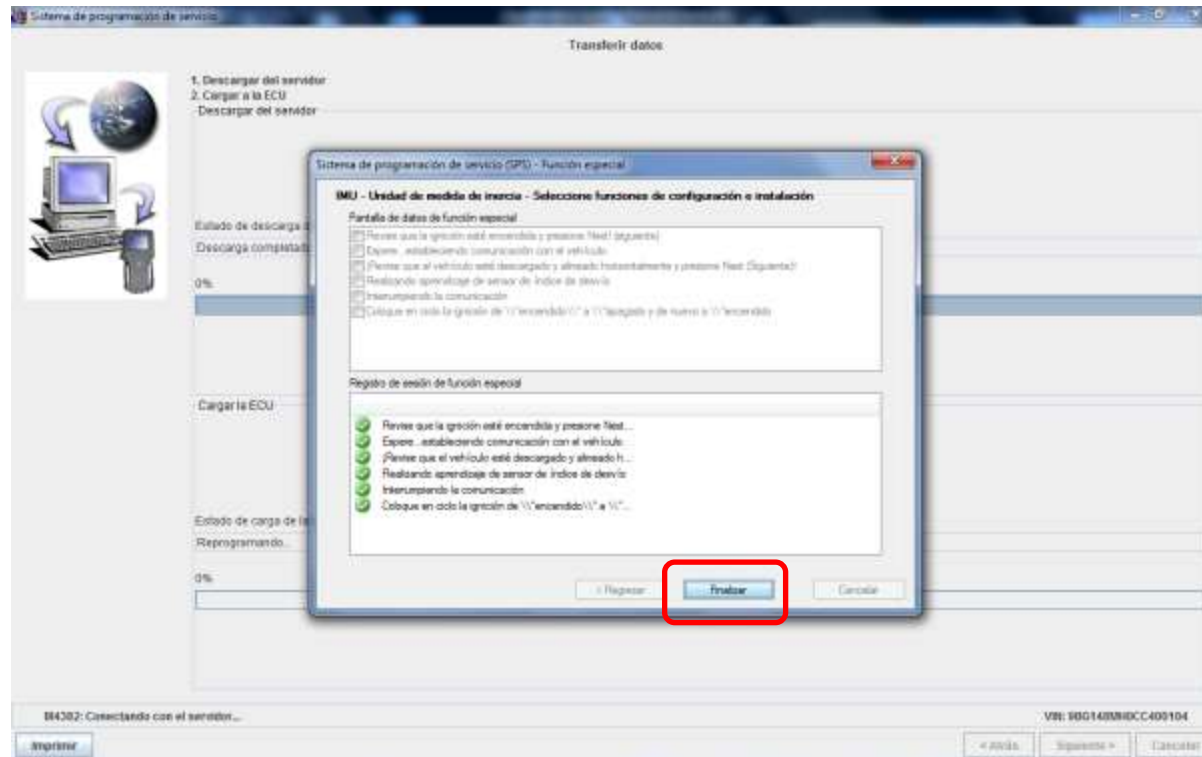 Sistema de programación de servicio
Transferir datos
1. Descargar del servidor
2. Cargar a la ECU
Descargar del servidor
Sistema de programación de servicio (SPS) - Función especial
IMU - Unidad de medida de inercia - Seleccione funciones de configuración e instalación
Pantalla de datos de función especial
Revise que la ignición esté encendida y presione Next! (siguiente)
Espere...estableciendo comunicación con el vehículo
¡Revise que el vehículo esté descargado y alineado horizontalmente y presione Next (Siguiente)!
Realizando aprendizaje de sensor de índice de desvío
Interrumpiendo la comunicación
Coloque en ciclo la ignición de \\"encendido\\" a \\"apagado y de nuevo a \\"encendido
Estado de descarga
Descarga completada
0%
Registro de sesión de función especial
Revise que la ignición esté encendida y presione Next...
Espere...estableciendo comunicación con el vehículo
¡Revise que el vehículo esté descargado y alineado h...
Realizando aprendizaje de sensor de índice de desvío
Interrumpiendo la comunicación
Coloque en ciclo la ignición de \\"encendido\\" a \\"...
Cargar la ECU
Estado de carga de la
Reprogramando..
0%
< Regresar
Finalizar
Cancelar
Conectando con el servidor...
VIN:
Imprimir
< Atrás
Siguiente >
Cancelar